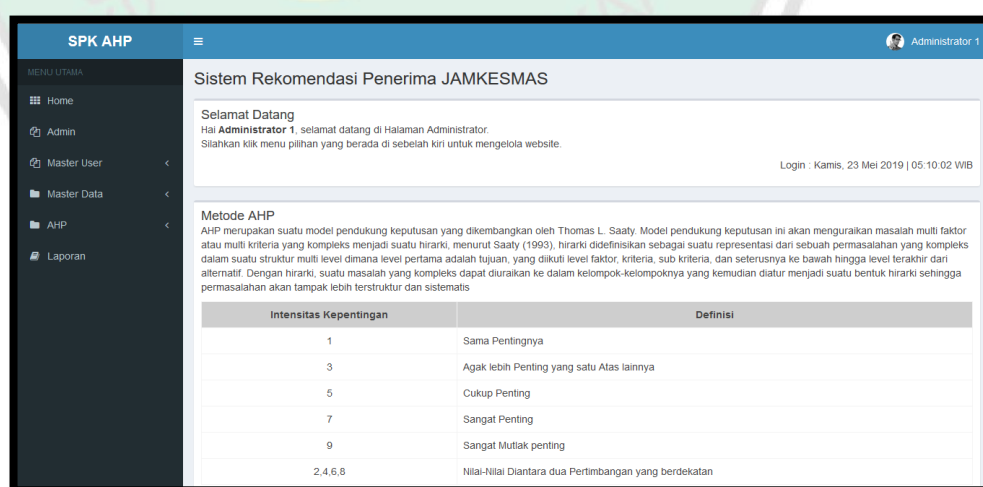 SPK AHP
Administrator 1
MENU UTAMA
Home
Admin
Master User
Master Data
AHP
Laporan
Sistem Rekomendasi Penerima JAMKESMAS
Selamat Datang
Hai Administrator 1, selamat datang di Halaman Administrator.
Silahkan klik menu pilihan yang berada di sebelah kiri untuk mengelola website.
Login : Kamis, 23 Mei 2019 | 05:10:02 WIB
Metode AHP
AHP merupakan suatu model pendukung keputusan yang dikembangkan oleh Thomas L. Saaty. Model pendukung keputusan ini akan menguraikan masalah multi faktor
atau multi kriteria yang kompleks menjadi suatu hirarki, menurut Saaty (1993), hirarki didefinisikan sebagai suatu representasi dari sebuah permasalahan yang kompleks
dalam suatu struktur multi level dimana level pertama adalah tujuan, yang diikuti level faktor, kriteria, sub kriteria, dan seterusnya ke bawah hingga level terakhir dari
alternatif. Dengan hirarki, suatu masalah yang kompleks dapat diuraikan ke dalam kelompok-kelompoknya yang kemudian diatur menjadi suatu bentuk hirarki sehingga
permasalahan akan tampak lebih terstruktur dan sistematis
Intensitas Kepentingan Definisi
1 Sama Pentingnya
3 Agak lebih Penting yang satu Atas lainnya
5 Cukup Penting
7 Sangat Penting
9 Sangat Mutlak penting
2,4,6,8 Nilai-Nilai Diantara dua Pertimbangan yang berdekatan